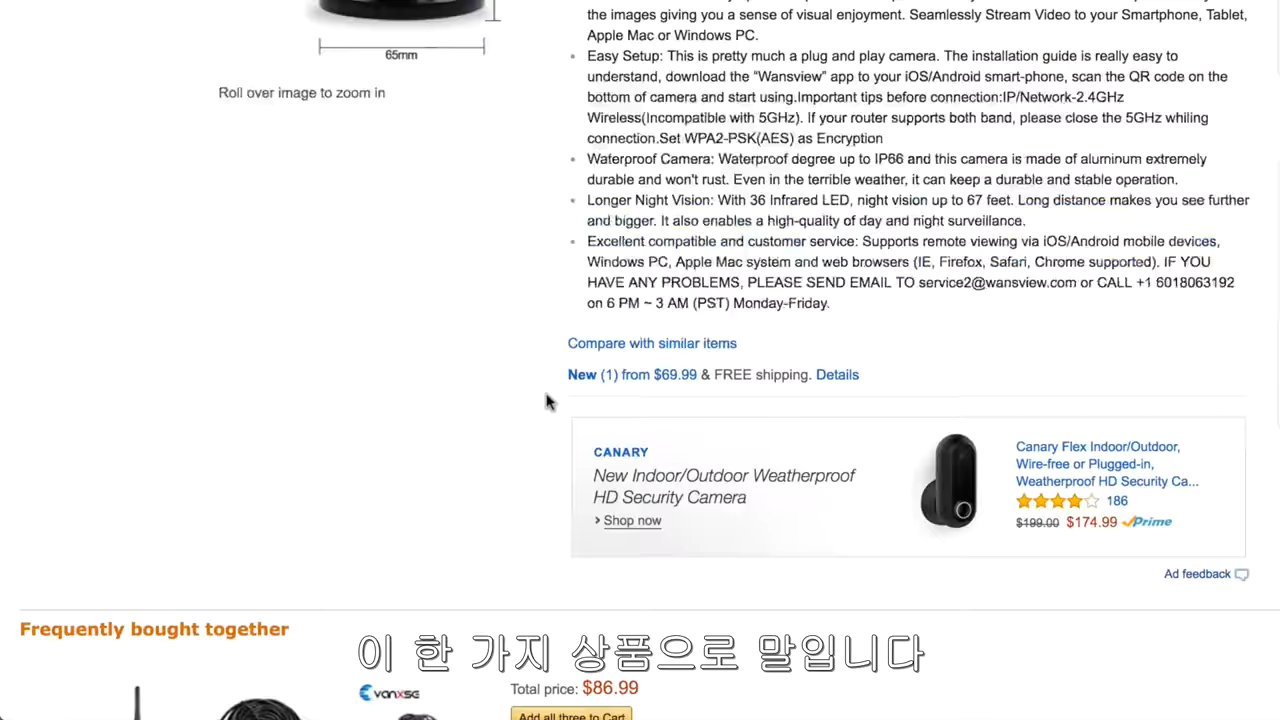 the images giving you a sense of visual enjoyment. Seamlessly Stream Video to your Smartphone, Tablet,
Apple Mac or Windows PC.
65mm
Roll over image to zoom in
Easy Setup: This is pretty much a plug and play camera. The installation guide is really easy to
understand, download the “Wansview” app to your iOS/Android smart-phone, scan the QR code on the
bottom of camera and start using.Important tips before connection:IP/Network-2.4GHz
Wireless(Incompatible with 5GHz). If your router supports both band, please close the 5GHz whiling
connection.Set WPA2-PSK(AES) as Encryption
Waterproof Camera: Waterproof degree up to IP66 and this camera is made of aluminum extremely
durable and won't rust. Even in the terrible weather, it can keep a durable and stable operation.
Longer Night Vision: With 36 Infrared LED, night vision up to 67 feet. Long distance makes you see further
and bigger. It also enables a high-quality of day and night surveillance.
Excellent compatible and customer service: Supports remote viewing via iOS/Android mobile devices,
Windows PC, Apple Mac system and web browsers (IE, Firefox, Safari, Chrome supported). IF YOU
HAVE ANY PROBLEMS, PLEASE SEND EMAIL TO service2@wansview.com or CALL +1 6018063192
on 6 PM ~ 3 AM (PST) Monday-Friday.
Compare with similar items
New (1) from $69.99 & FREE shipping. Details
CANARY
New Indoor/Outdoor Weatherproof
HD Security Camera
› Shop now
Canary Flex Indoor/Outdoor,
Wire-free or Plugged-in,
Weatherproof HD Security Ca...
186
$199.00 $174.99 Prime
Ad feedback
Frequently bought together
이 한 가지 상품으로 말입니다
vanxse
Total price: $86.99
Add all three to Cart